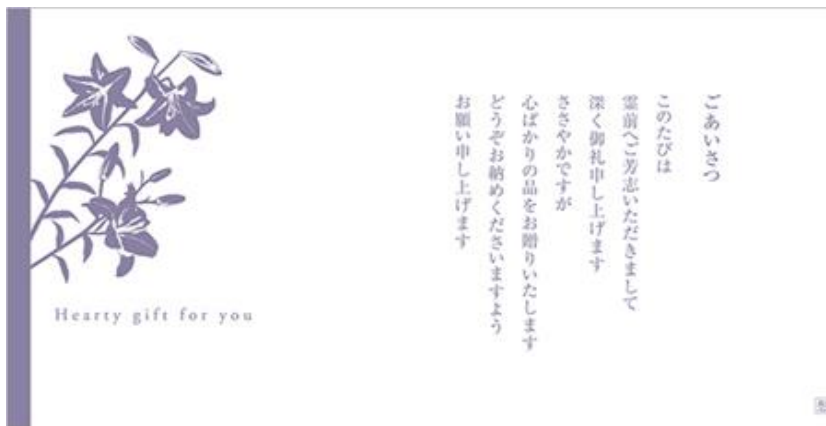 ごあいさつ
このたびは
霊前へご芳志いただきまして
深く御礼申し上げます
ささやかですが
心ばかりの品をお贈りいたします
どうぞお納めくださいますよう
お願い申し上げます
Hearty gift for you